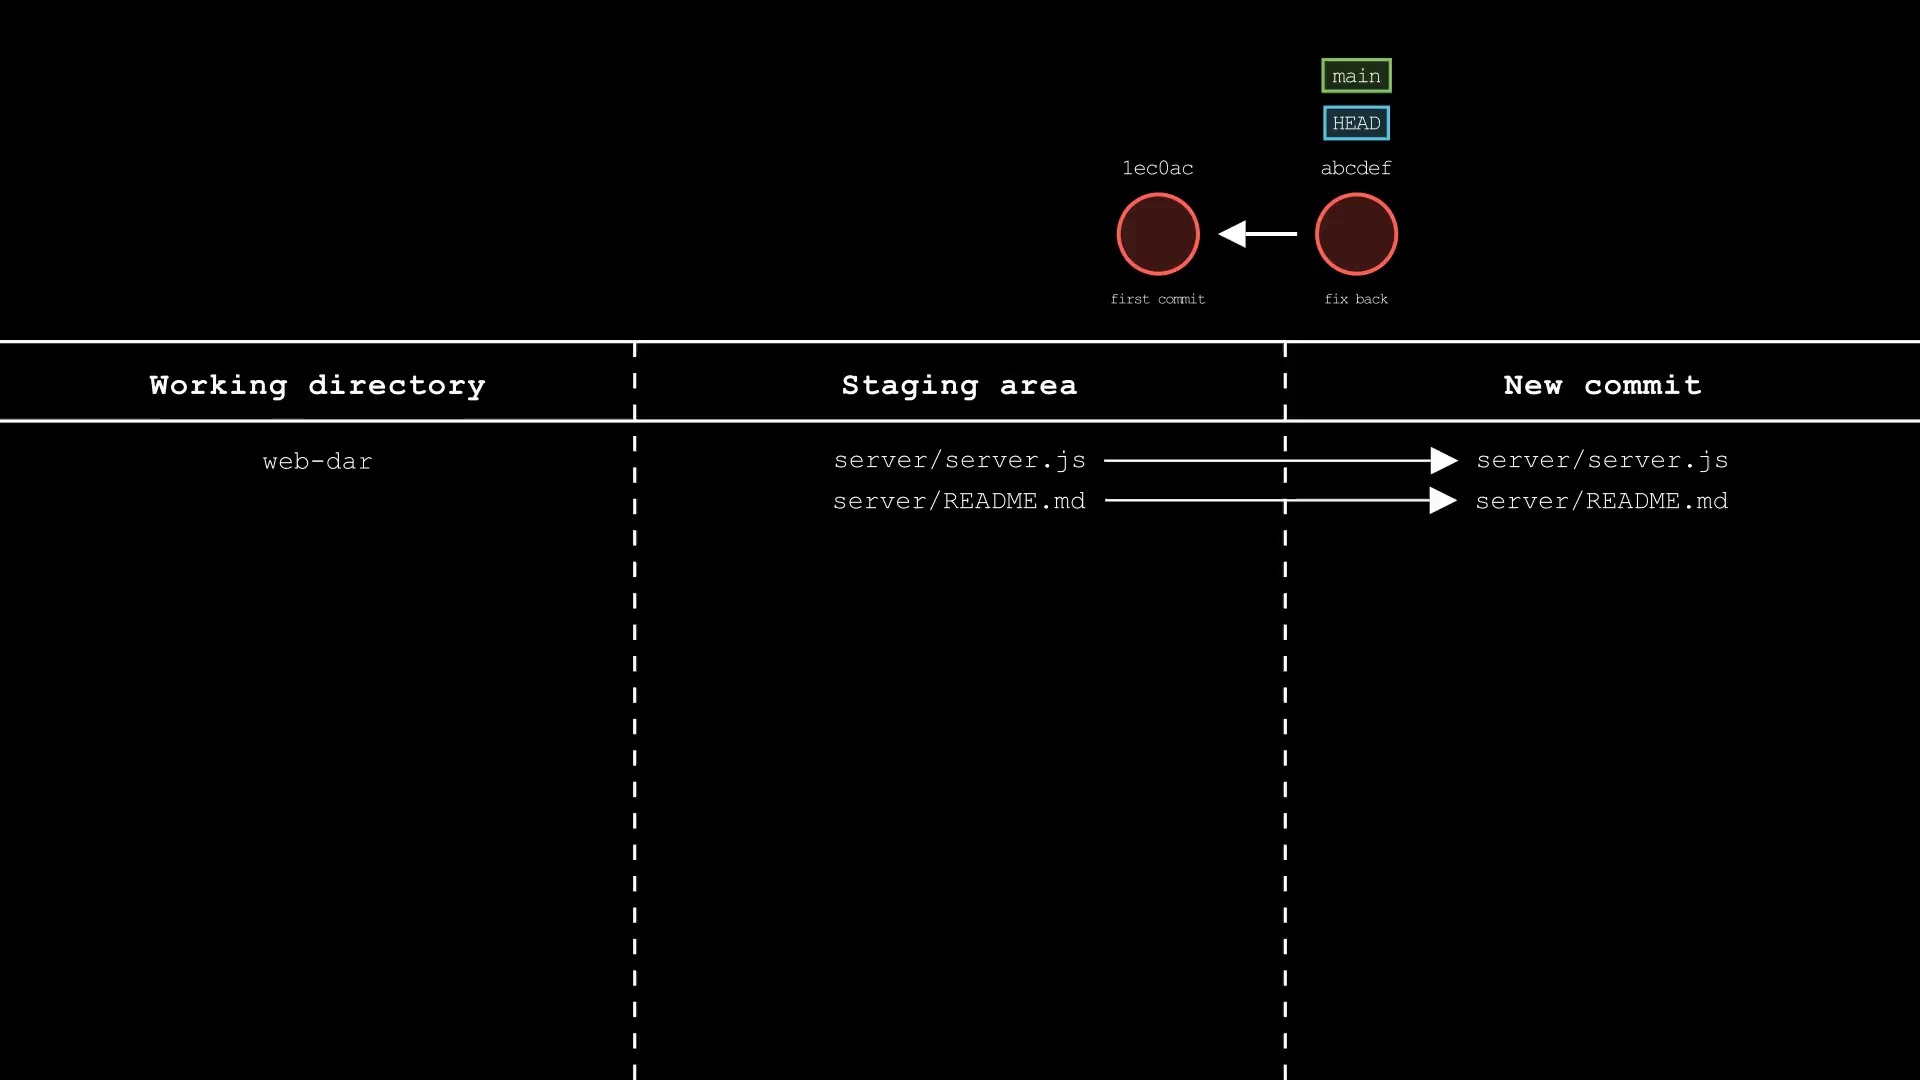 main
HEAD
1ec0ac
abcdef
first commit
fix back
Working directory
Staging area
New commit
web-dar
server/server.js
server/server.js
server/README.md
server/README.md